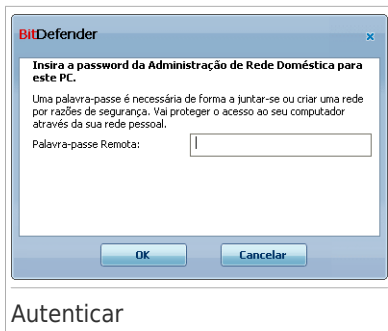 BitDefender
Insira a password da Administração de Rede Doméstica para
este PC.
Uma palavra-passe é necessária de forma a juntar-se ou criar uma rede
por razões de segurança. Vai proteger o acesso ao seu computador
através da sua rede pessoal.
Palavra-passe Remota:
OK
Cancelar
Autenticar